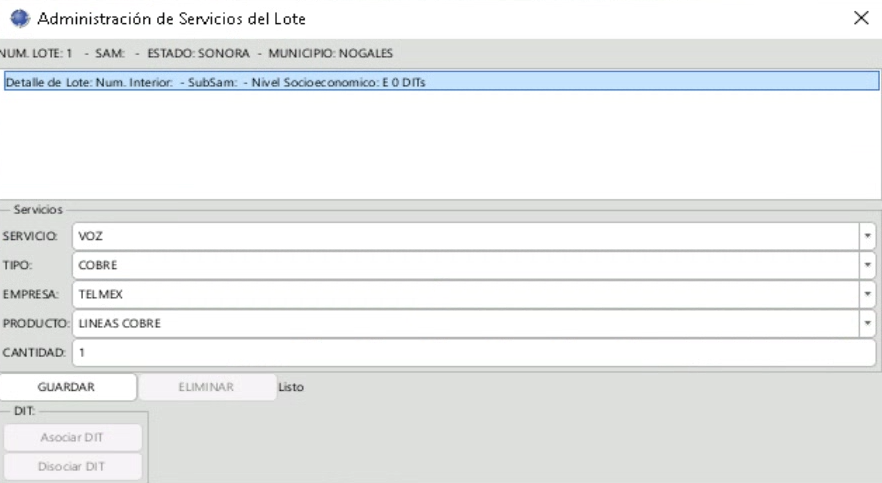 Administración de Servicios del Lote
NUM. LOTE: 1 - SAM: - ESTADO: SONORA - MUNICIPIO: NOGALES
Detalle de Lote: Num. Interior: - SubSam: - Nivel Socioeconomico: E 0 DITs
Servicios
SERVICIO: VOZ
TIPO: COBRE
EMPRESA: TELMEX
PRODUCTO: LINEAS COBRE
CANTIDAD: 1
GUARDAR ELIMINAR Listo
DIT:
Asociar DIT
Disociar DIT